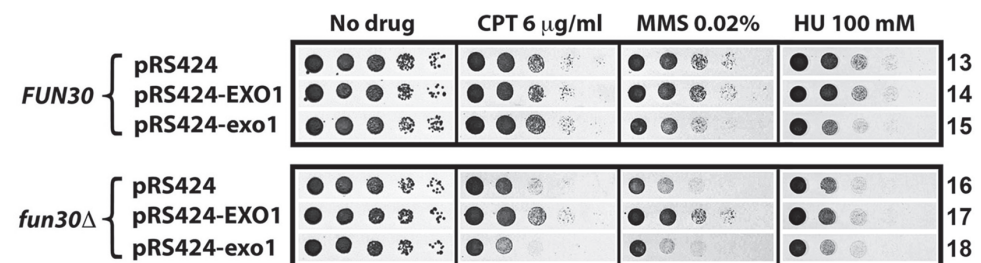 No drug CPT 6 μg/ml MMS 0.02% HU 100 mM
FUN30
pRS424 13
pRS424-EXO1 14
pRS424-exo1 15
fun30Δ
pRS424 16
pRS424-EXO1 17
pRS424-exo1 18